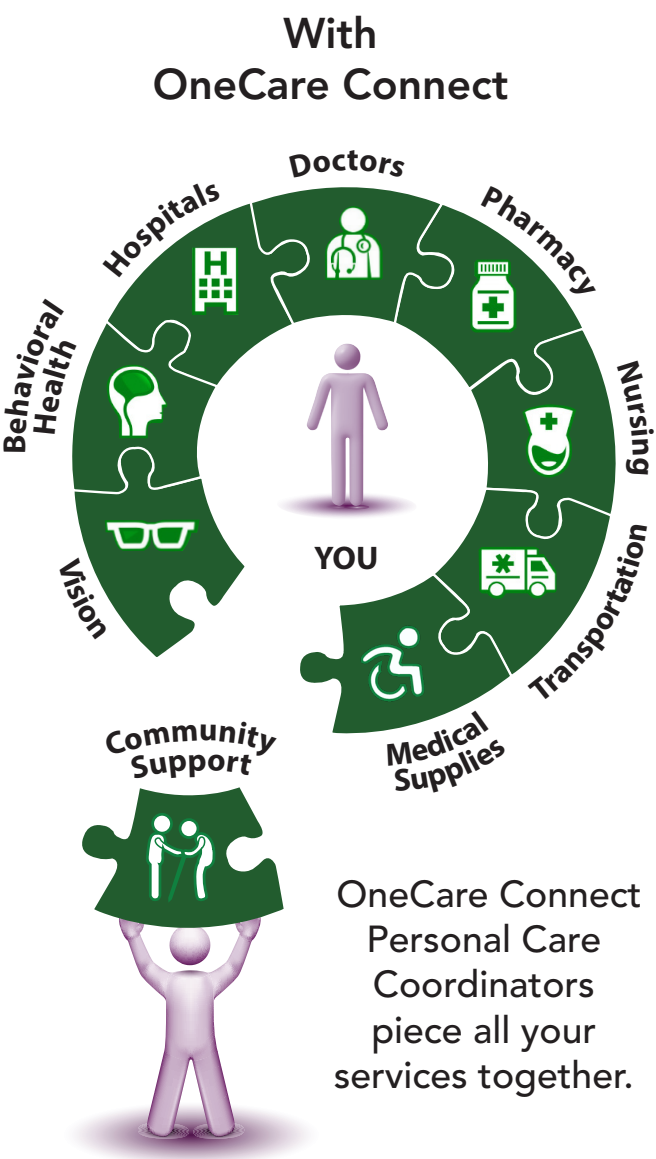 With
OneCare Connect
Doctors
Hospitals
Pharmacy
Behavioral
Health
H
Nursing
YOU
Vision
Transportation
Medical
Supplies
Community
Support
OneCare Connect
Personal Care
Coordinators
piece all your
services together.